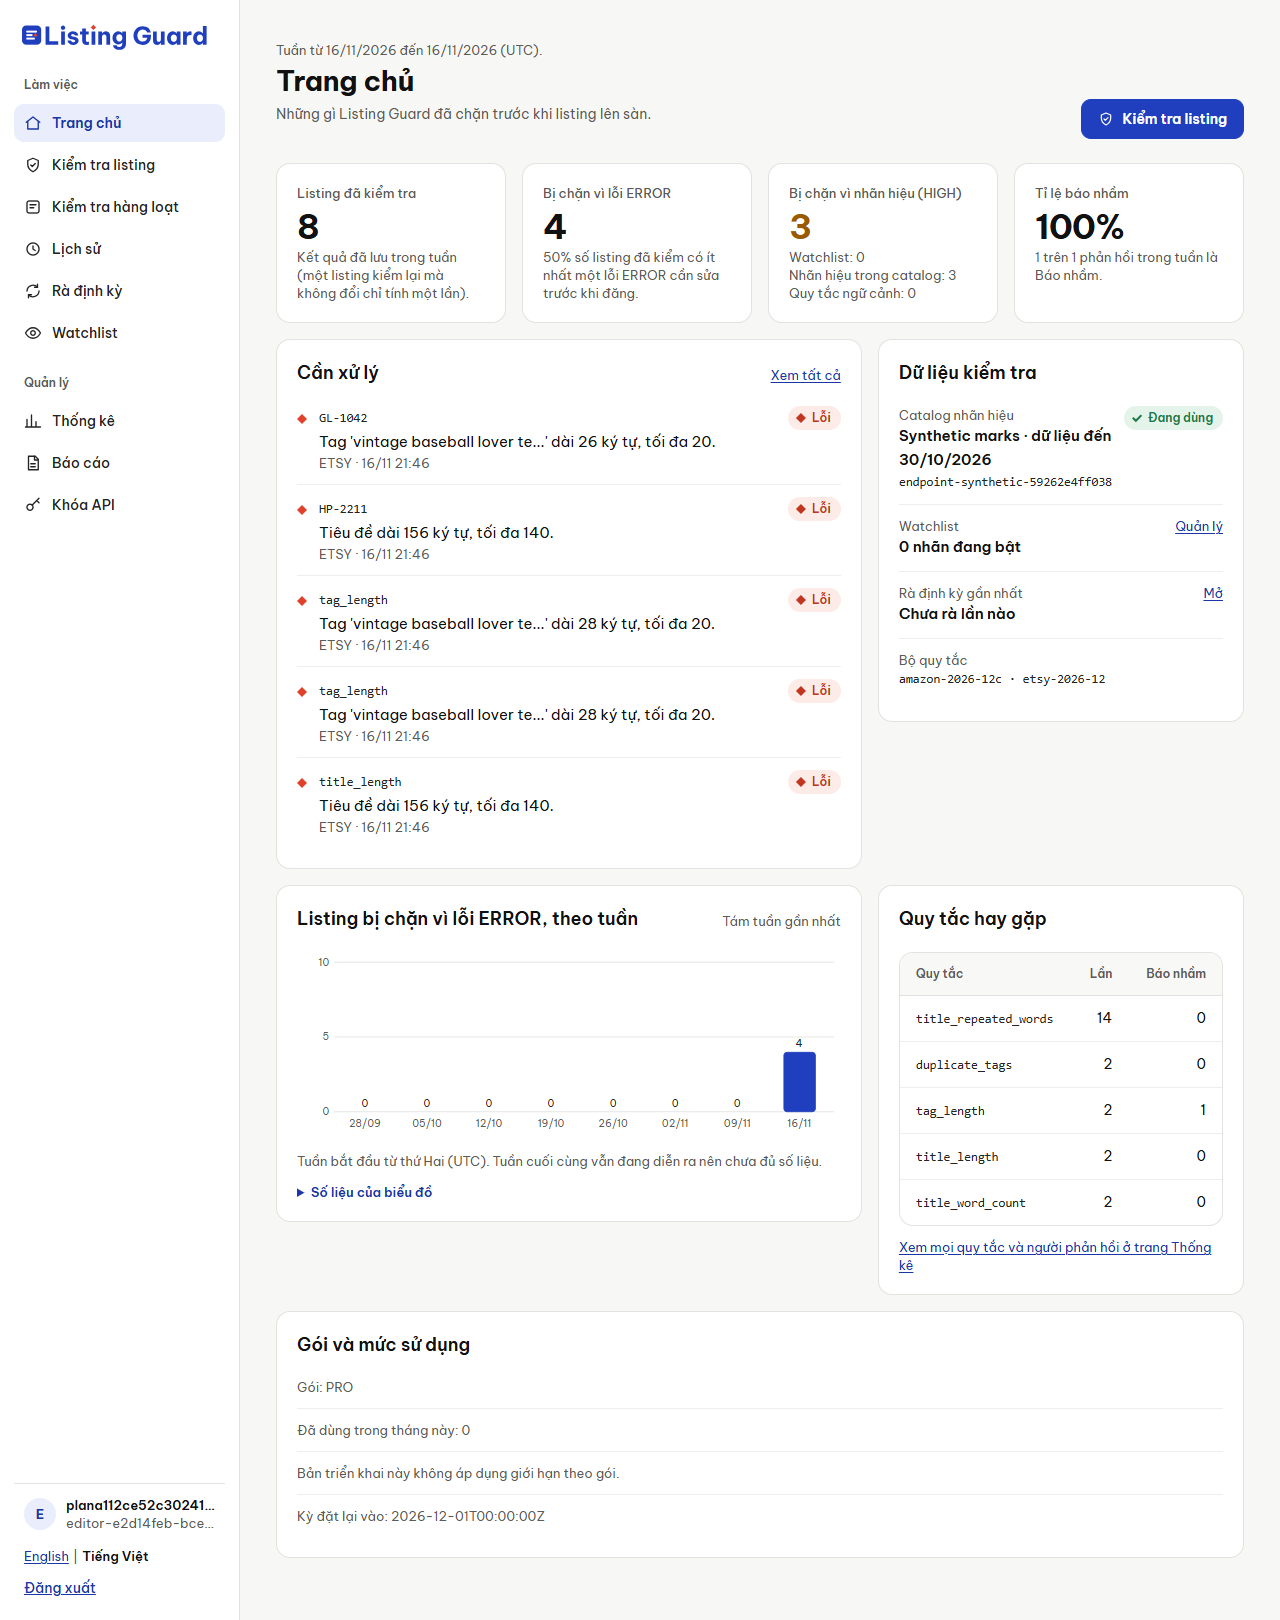 Listing Guard
Làm việc
Trang chủ
Kiểm tra listing
Kiểm tra hàng loạt
Lịch sử
Rà định kỳ
Watchlist
Quản lý
Thống kê
Báo cáo
Khóa API
plana112ce52c30241...
E
editor-e2d14feb-bce...
English | Tiếng Việt
Đăng xuất
Tuần từ 16/11/2026 đến 16/11/2026 (UTC).
Trang chủ
Những gì Listing Guard đã chặn trước khi listing lên sàn.
Kiểm tra listing
Listing đã kiểm tra
8
Kết quả đã lưu trong tuần
(một listing kiểm lại mà
không đổi chỉ tính một lần).
Bị chặn vì lỗi ERROR
4
50% số listing đã kiểm có ít
nhất một lỗi ERROR cần sửa
trước khi đăng.
Bị chặn vì nhãn hiệu (HIGH)
3
Watchlist: 0
Nhãn hiệu trong catalog: 3
Quy tắc ngữ cảnh: 0
Tỉ lệ báo nhầm
100%
1 trên 1 phản hồi trong tuần là
Báo nhầm.
Cần xử lý
Xem tất cả
GL-1042
Lỗi
Tag 'vintage baseball lover te...' dài 26 ký tự, tối đa 20.
ETSY · 16/11 21:46
HP-2211
Lỗi
Tiêu đề dài 156 ký tự, tối đa 140.
ETSY · 16/11 21:46
tag_length
Lỗi
Tag 'vintage baseball lover te...' dài 28 ký tự, tối đa 20.
ETSY · 16/11 21:46
tag_length
Lỗi
Tag 'vintage baseball lover te...' dài 28 ký tự, tối đa 20.
ETSY · 16/11 21:46
title_length
Lỗi
Tiêu đề dài 156 ký tự, tối đa 140.
ETSY · 16/11 21:46
Dữ liệu kiểm tra
Catalog nhãn hiệu
Đang dùng
Synthetic marks · dữ liệu đến
30/10/2026
endpoint-synthetic-59262e4ff038
Watchlist
Quản lý
0 nhãn đang bật
Rà định kỳ gần nhất
Mở
Chưa rà lần nào
Bộ quy tắc
amazon-2026-12c · etsy-2026-12
Listing bị chặn vì lỗi ERROR, theo tuần
Tám tuần gần nhất
10
5
0
0 0 0 0 0 0 0 4
28/09 05/10 12/10 19/10 26/10 02/11 09/11 16/11
Tuần bắt đầu từ thứ Hai (UTC). Tuần cuối cùng vẫn đang diễn ra nên chưa đủ số liệu.
Số liệu của biểu đồ
Quy tắc hay gặp
Quy tắc Lần Báo nhầm
title_repeated_words 14 0
duplicate_tags 2 0
tag_length 2 1
title_length 2 0
title_word_count 2 0
Xem mọi quy tắc và người phản hồi ở trang Thống
kê
Gói và mức sử dụng
Gói: PRO
Đã dùng trong tháng này: 0
Bản triển khai này không áp dụng giới hạn theo gói.
Kỳ đặt lại vào: 2026-12-01T00:00:00Z